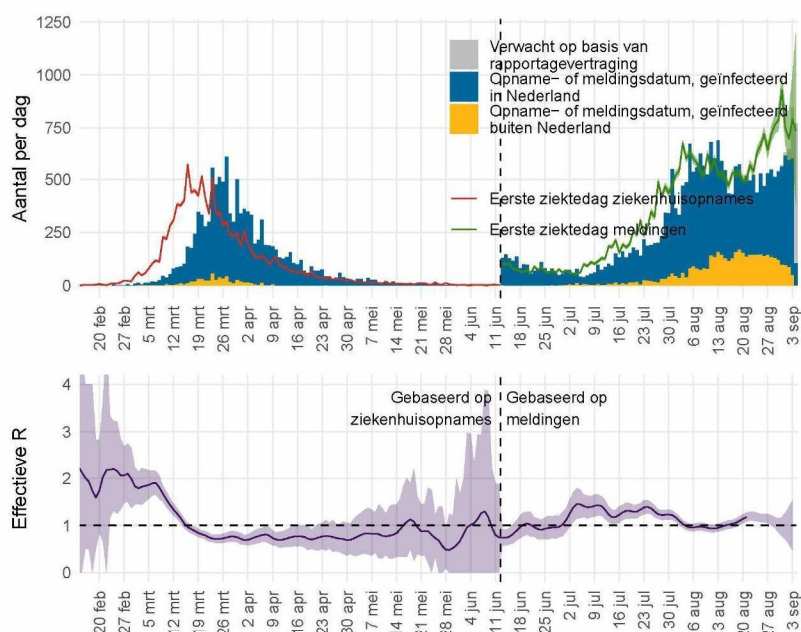 1250
1000
750
500
250
0
Aantal per dag
Verwacht op basis van
rapportagevertraging
Opname- of meldingsdatum, geïnfecteerd
in Nederland
Opname- of meldingsdatum, geïnfecteerd
buiten Nederland
Eerste ziektedag ziekenhuisopnames
Eerste ziektedag meldingen
20 feb
27 feb
5 mrt
12 mrt
19 mrt
26 mrt
2 apr
9 apr
16 apr
23 apr
30 apr
7 mei
14 mei
21 mei
28 mei
4 jun
11 jun
18 jun
25 jun
2 jul
9 jul
16 jul
23 jul
30 jul
6 aug
13 aug
20 aug
27 aug
3 sep
4
3
2
1
0
Effectieve R
Gebaseerd op
ziekenhuisopnames
Gebaseerd op
meldingen
20 feb
27 feb
5 mrt
12 mrt
19 mrt
26 mrt
2 apr
9 apr
16 apr
23 apr
30 apr
7 mei
14 mei
21 mei
28 mei
4 jun
11 jun
18 jun
25 jun
2 jul
9 jul
16 jul
23 jul
30 jul
6 aug
13 aug
20 aug
27 aug
3 sep